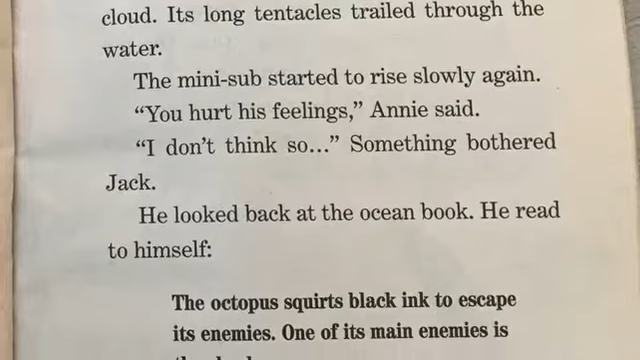 cloud. Its long tentacles trailed through the
water.
The mini-sub started to rise slowly again.
“You hurt his feelings,” Annie said.
“I don’t think so...” Something bothered
Jack.
He looked back at the ocean book. He read
to himself:
The octopus squirts black ink to escape
its enemies. One of its main enemies is